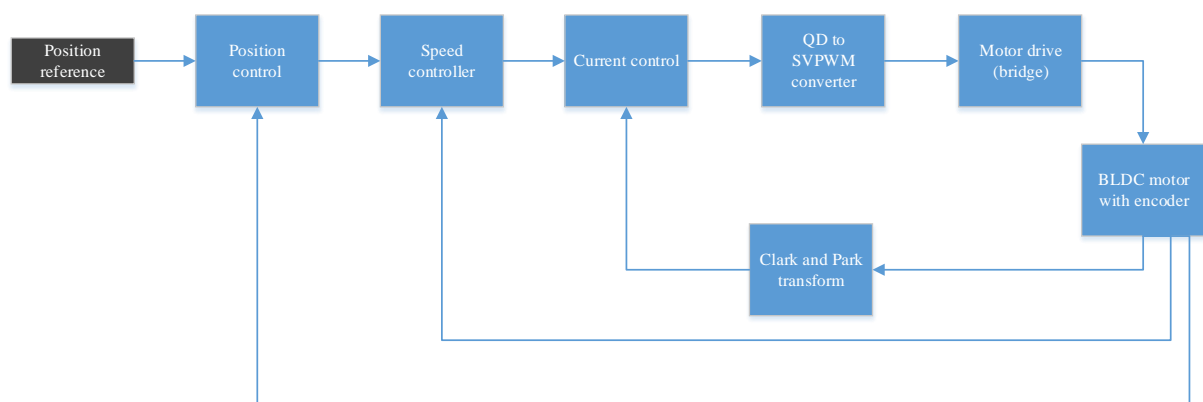 Position
reference
Position
control
Speed
controller
Current control
QD to
SVPWM
converter
Motor drive
(bridge)
BLDC motor
with encoder
Clark and Park
transform